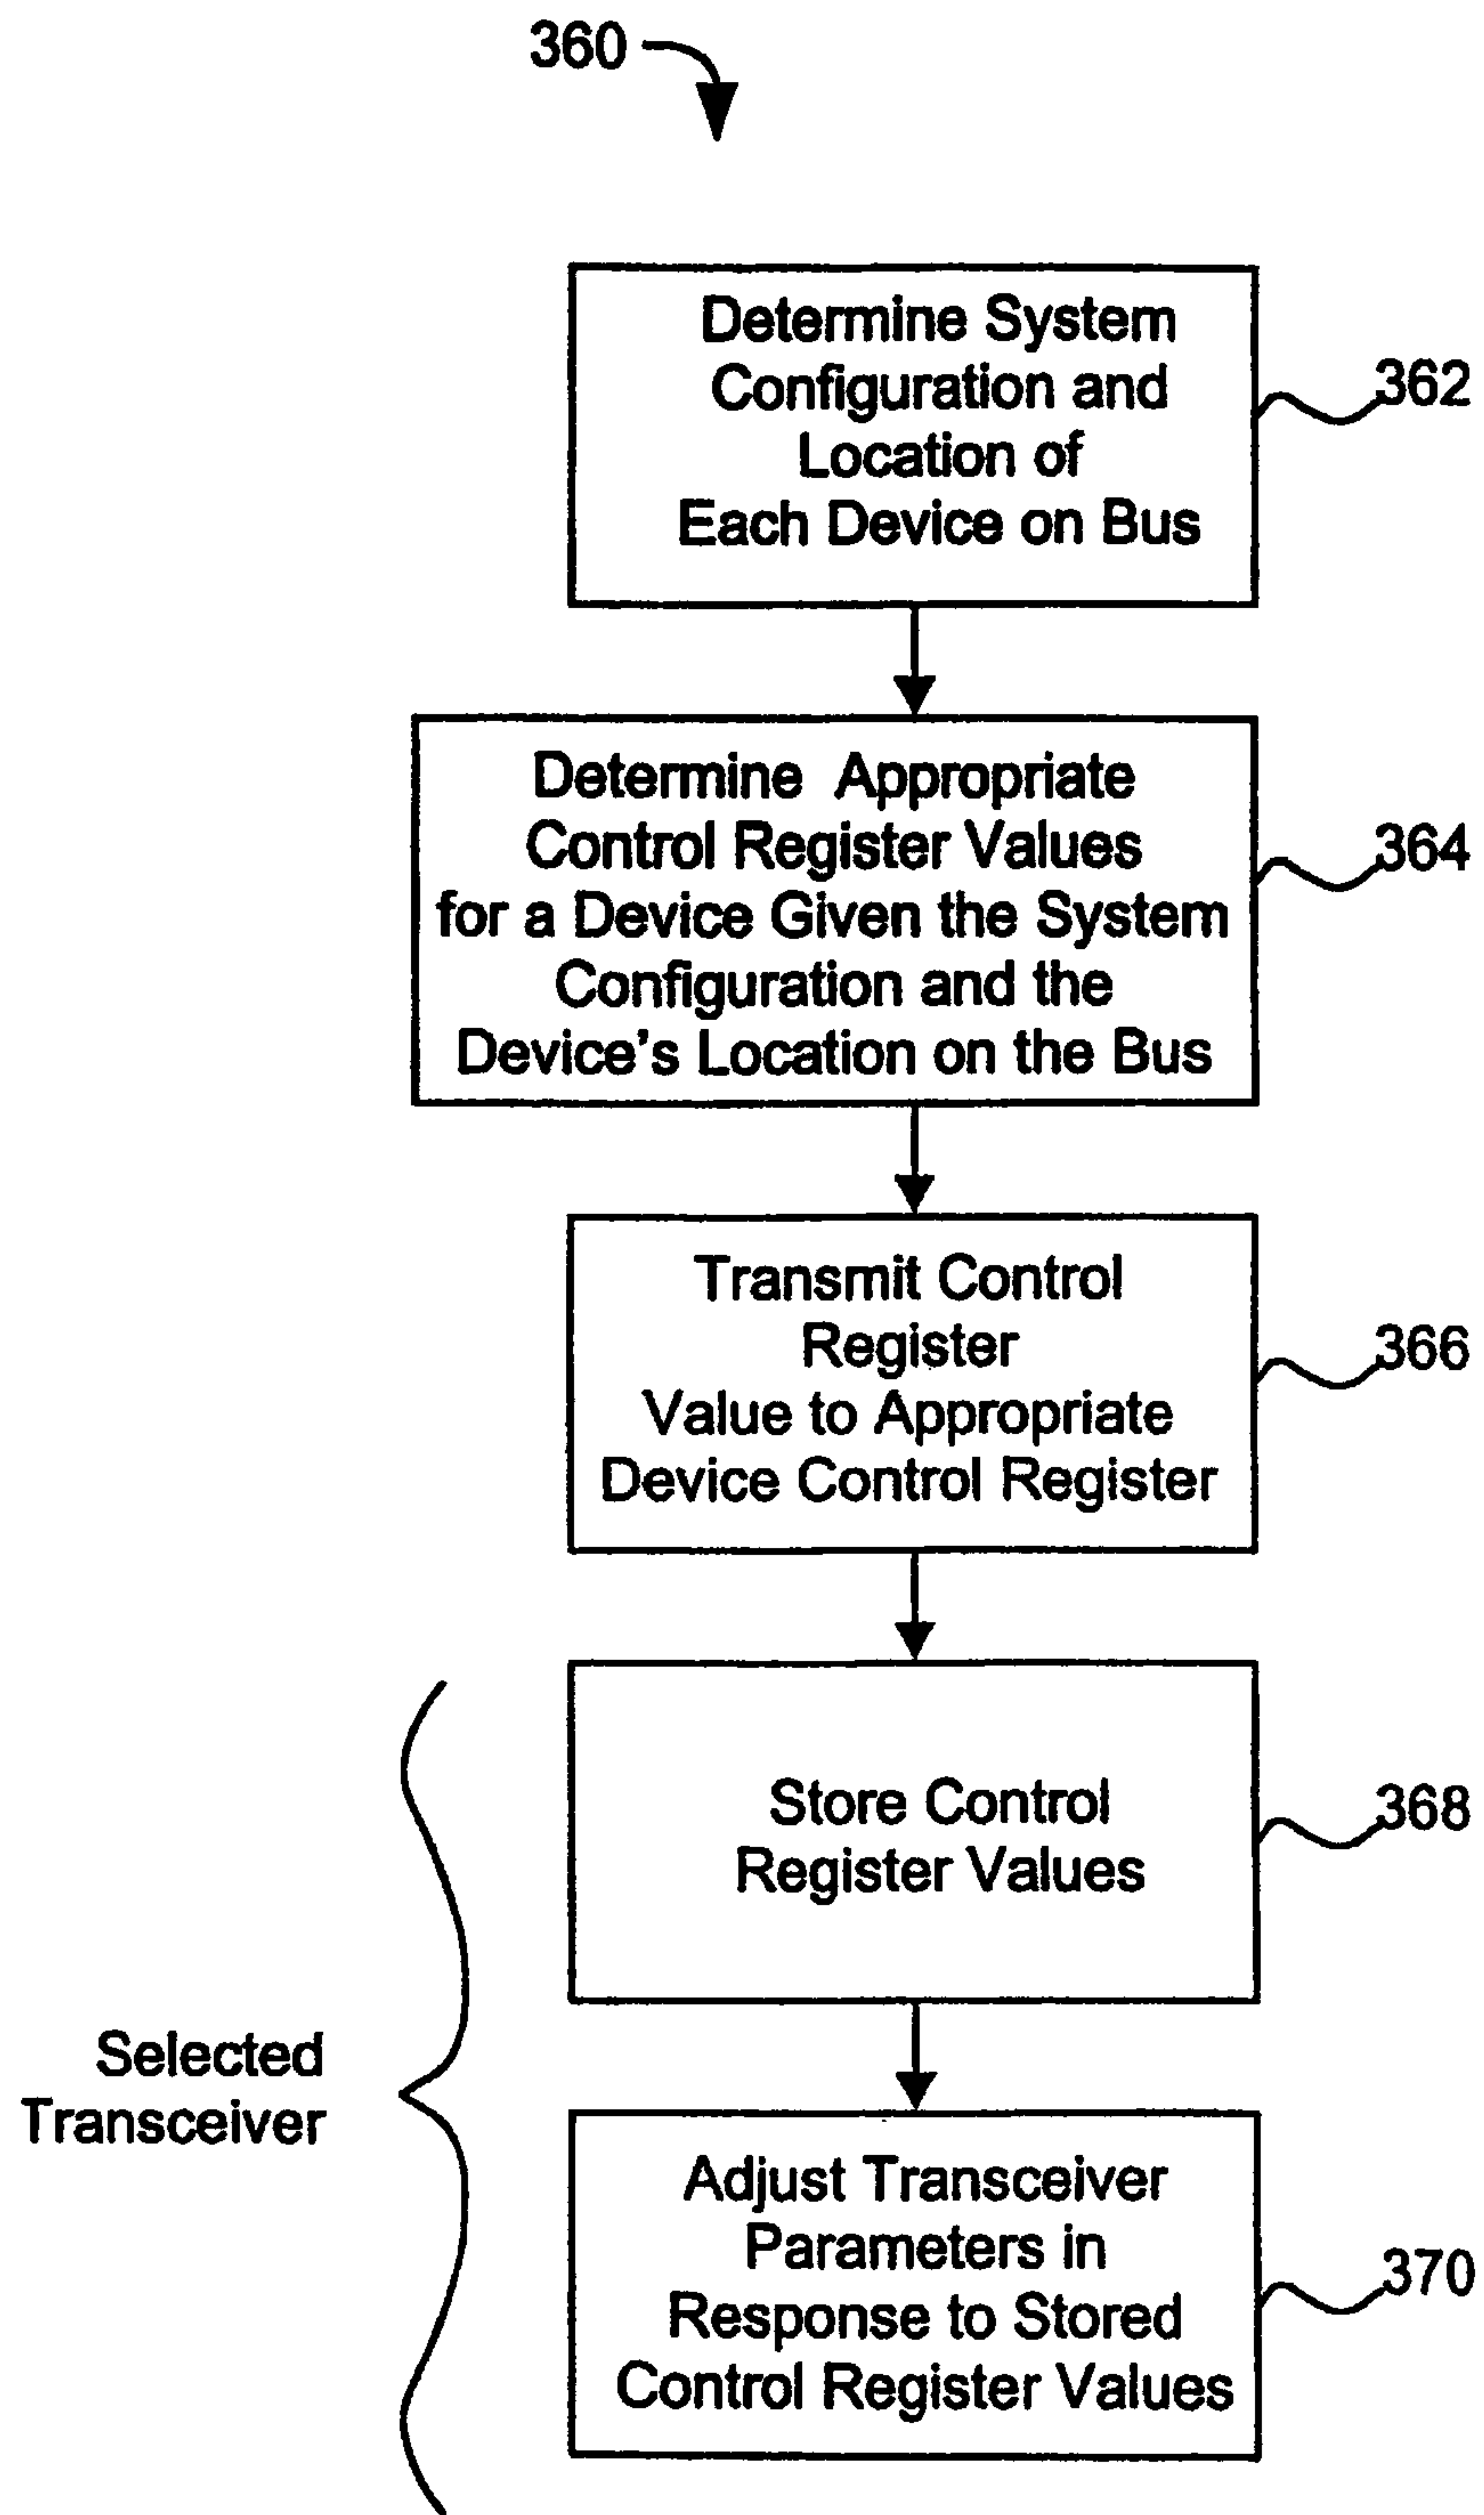 360
Determine System
Configuration and
Location of
Each Device on Bus
362
Determine Appropriate
Control Register Values
for a Device Given the System
Configuration and the
Device's Location on the Bus
364
Transmit Control
Register
Value to Appropriate
Device Control Register
366
Store Control
Register Values
368
Selected
Transceiver
Adjust Transceiver
Parameters in
Response to Stored
Control Register Values
370